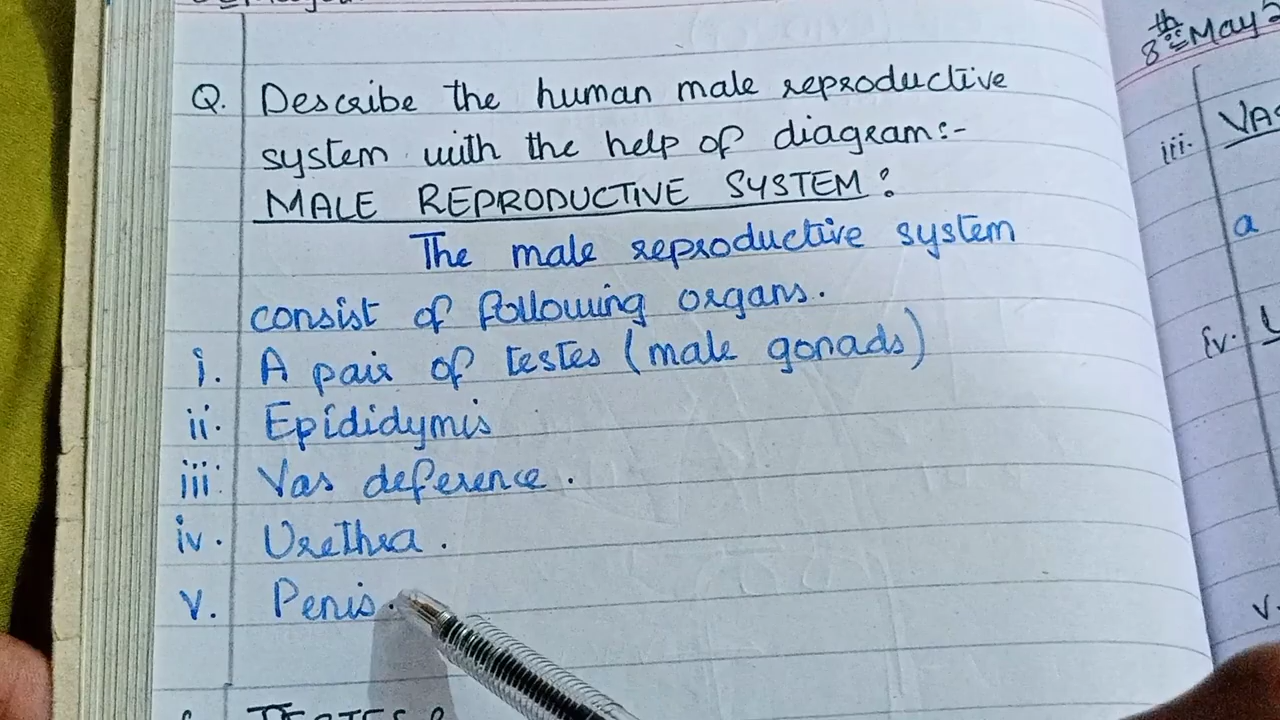 Q. Describe the human male reproductive
system with the help of diagram:-
MALE REPRODUCTIVE SYSTEM:
The male reproductive system
consist of following organs.
i. A pair of testes (male gonads)
ii. Epididymis
iii. Vas deference.
iv. Urethra.
v. Penis.
8th May
iii. VAS
a
iv.
v.